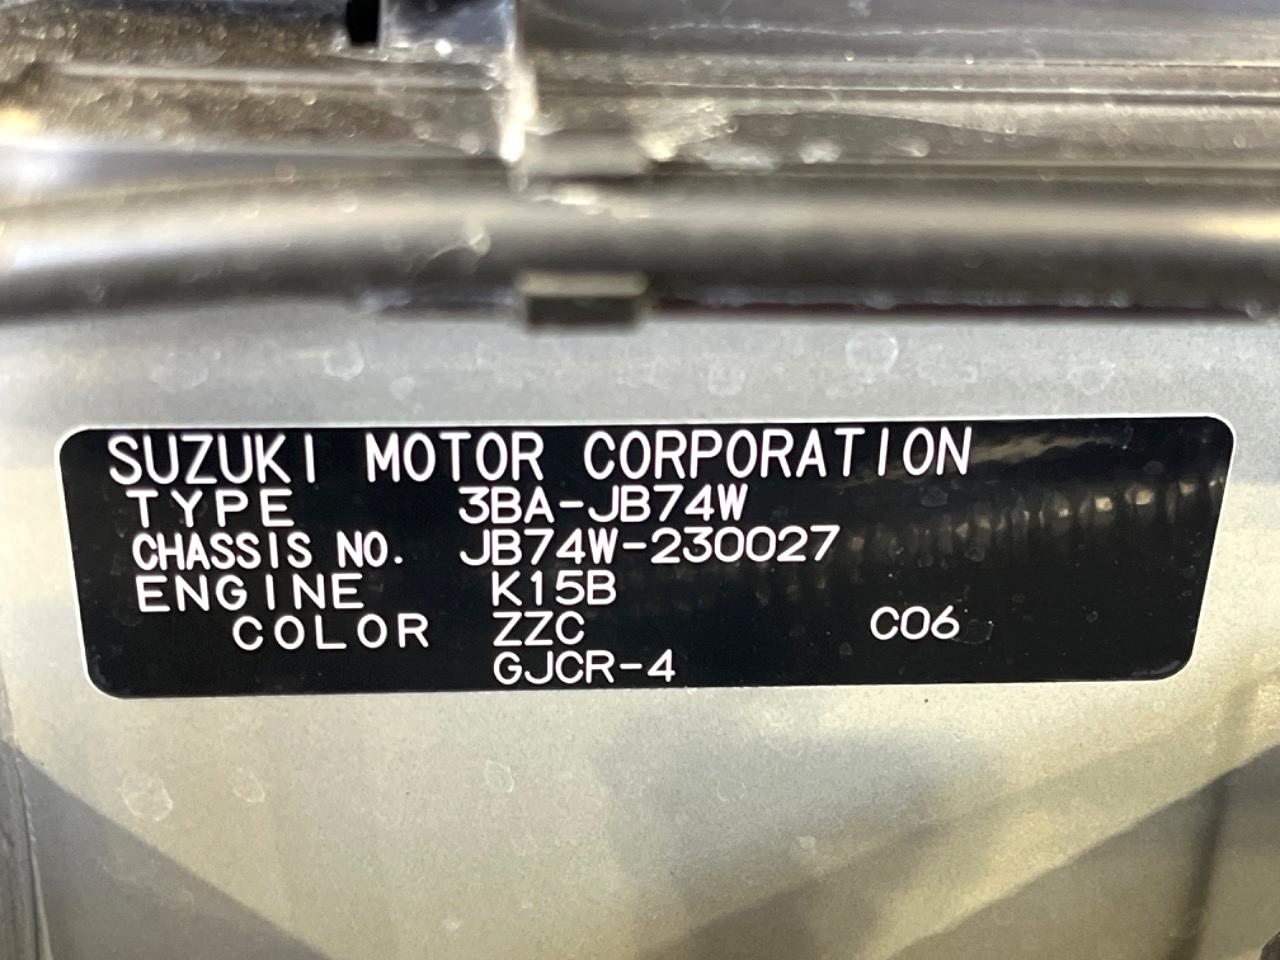 SUZUKI MOTOR CORPORATION
TYPE 3BA-JB74W
CHASSIS NO. JB74W-230027
ENGINE K15B
COLOR ZZC C06
GJCR-4